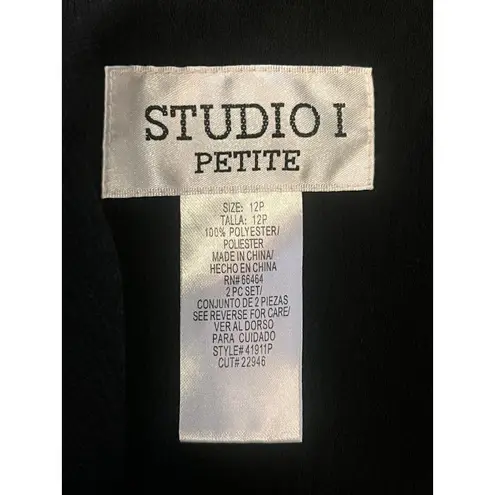 STUDIO I
PETITE
SIZE: 12P
TALLA: 12P
100% POLYESTER/
POLIESTER
MADE IN CHINA/
HECHO EN CHINA
RN# 66464
2 PC SET/
CONJUNTO DE 2 PIEZAS
SEE REVERSE FOR CARE/
VER AL DORSO
PARA CUIDADO
STYLE# 41911P
CUT# 22946